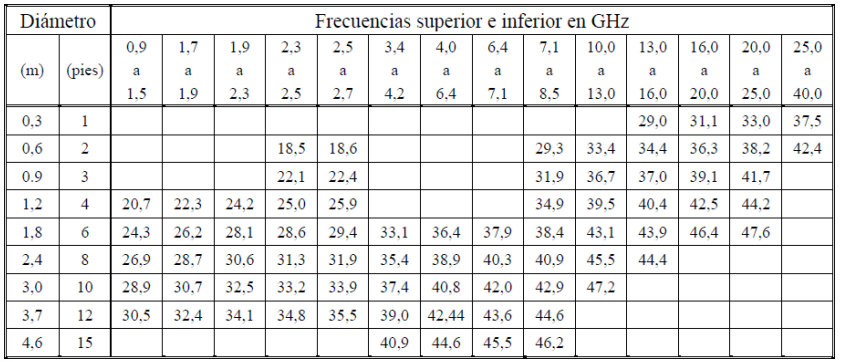 Diámetro Frecuencias superior e inferior en GHz
(m) (pies) 0,9 a 1,5 1,7 a 1,9 1,9 a 2,3 2,3 a 2,5 2,5 a 2,7 3,4 a 4,2 4,0 a 6,4 6,4 a 7,1 7,1 a 8,5 10,0 a 13,0 13,0 a 16,0 16,0 a 20,0 20,0 a 25,0 25,0 a 40,0
0,3 1 29,0 31,1 33,0 37,5
0,6 2 18,5 18,6 29,3 33,4 34,4 36,3 38,2 42,4
0.9 3 22,1 22,4 31,9 36,7 37,0 39,1 41,7
1,2 4 20,7 22,3 24,2 25,0 25,9 34,9 39,5 40,4 42,5 44,2
1,8 6 24,3 26,2 28,1 28,6 29,4 33,1 36,4 37,9 38,4 43,1 43,9 46,4 47,6
2,4 8 26,9 28,7 30,6 31,3 31,9 35,4 38,9 40,3 40,9 45,5 44,4
3,0 10 28,9 30,7 32,5 33,2 33,9 37,4 40,8 42,0 42,9 47,2
3,7 12 30,5 32,4 34,1 34,8 35,5 39,0 42,44 43,6 44,6
4,6 15 40,9 44,6 45,5 46,2